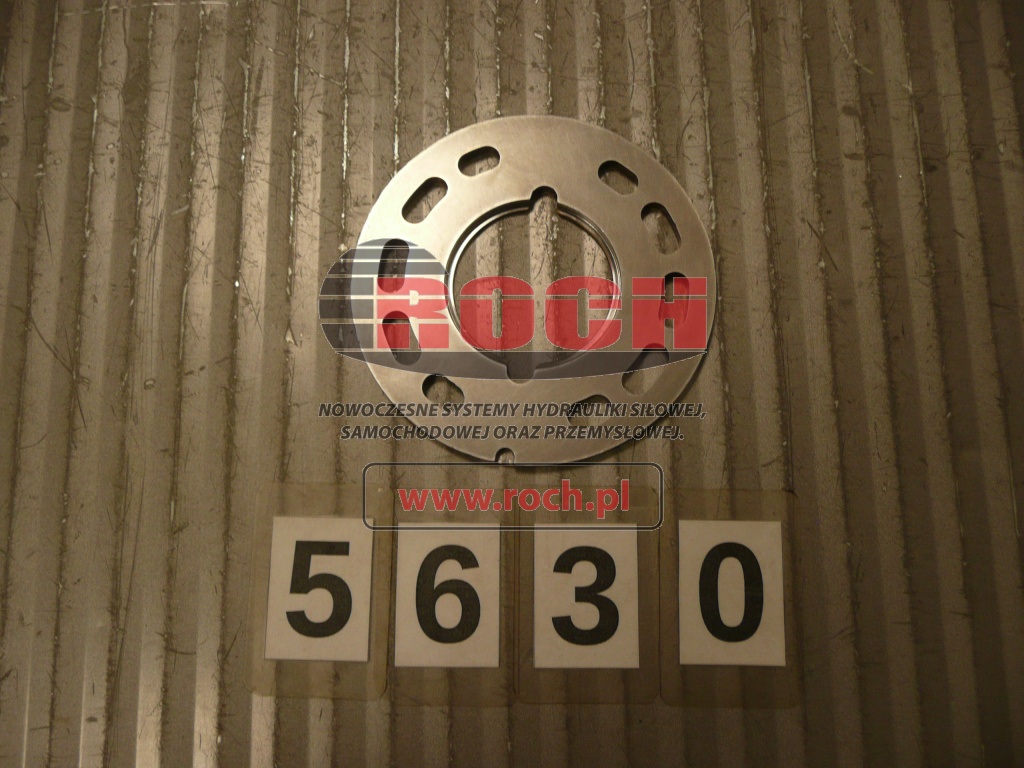 ROCH
NOWOCZESNE SYSTEMY HYDRAULIKI SIŁOWEJ,
SAMOCHODOWEJ ORAZ PRZEMYSŁOWEJ.
www.roch.pl
5630